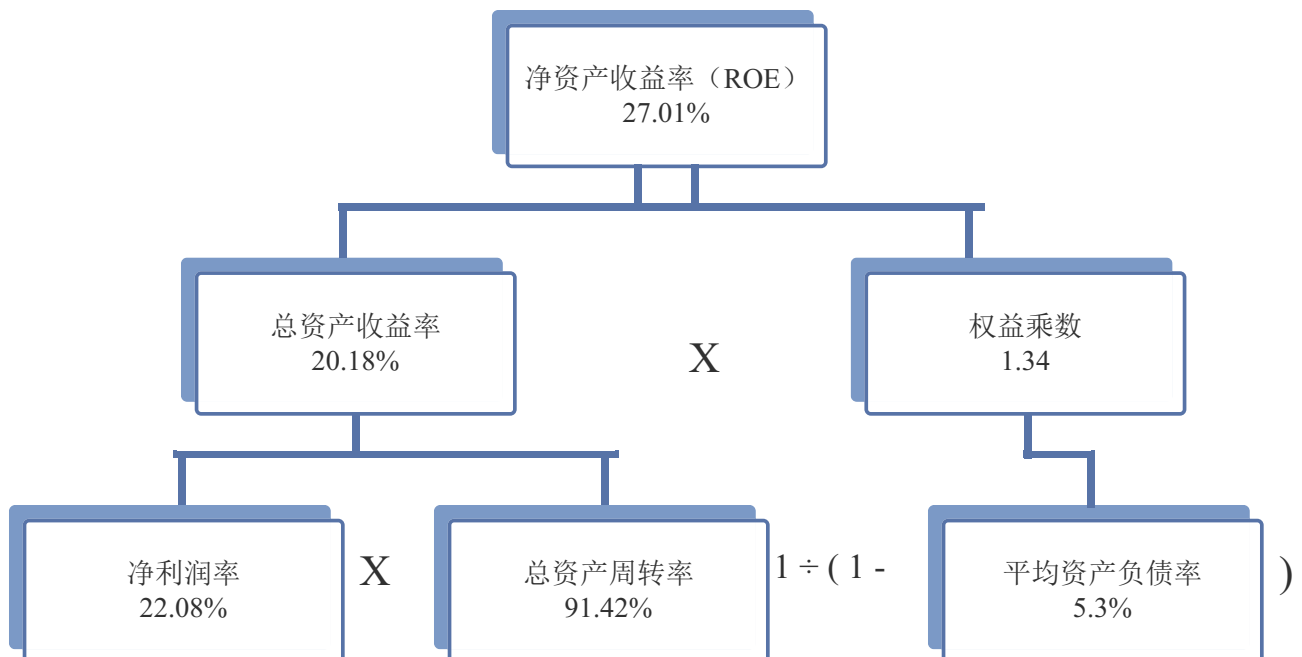 净资产收益率（ROE）
27.01%
总资产收益率
20.18%
X
权益乘数
1.34
净利润率
22.08%
X
总资产周转率
91.42%
1 ÷ ( 1 -
平均资产负债率
5.3%
)